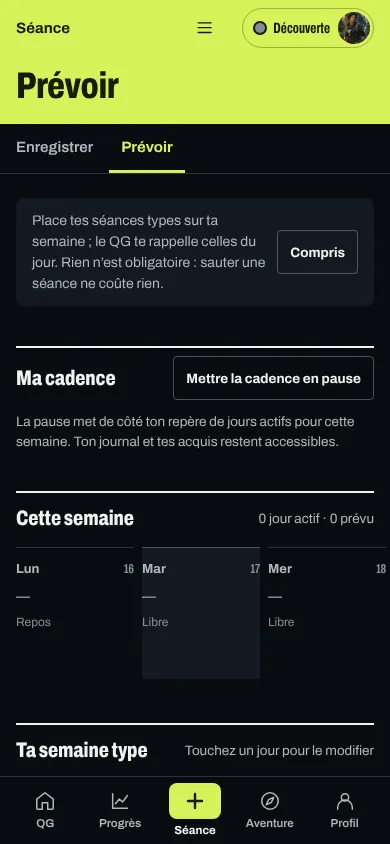 Séance
Découverte
Prévoir
Enregistrer
Prévoir
Place tes séances types sur ta
semaine ; le QG te rappelle celles du
jour. Rien n'est obligatoire : sauter une
séance ne coûte rien.
Compris
Ma cadence
Mettre la cadence en pause
La pause met de côté ton repère de jours actifs pour cette
semaine. Ton journal et tes acquis restent accessibles.
Cette semaine
0 jour actif · 0 prévu
Lun 16
—
Repos
Mar 17
—
Libre
Mer 18
—
Libre
Ta semaine type
Touchez un jour pour le modifier
QG
Progrès
Séance
Aventure
Profil